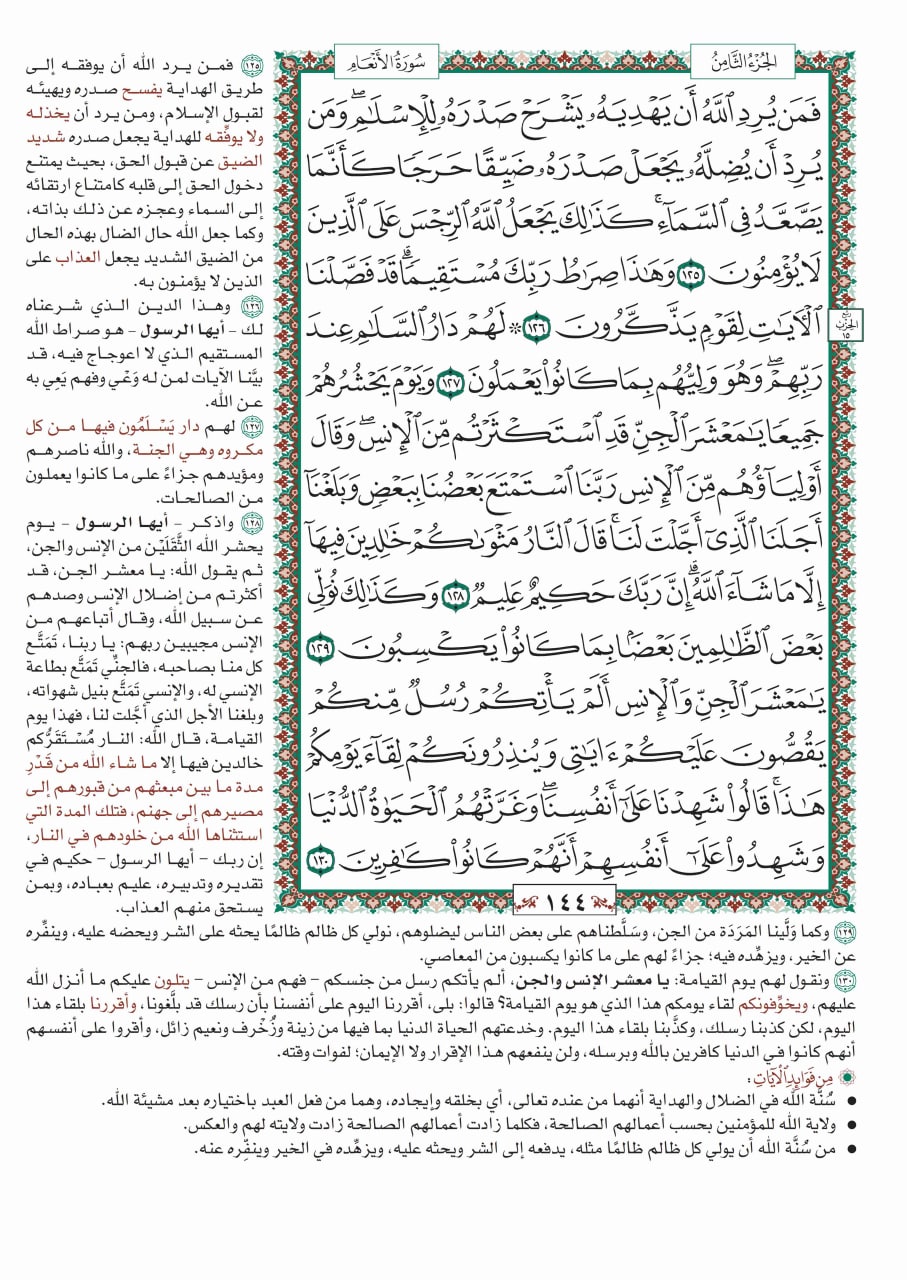 الجُزْءُ الثَّامِنُ
سُورَةُ الأَنْعَامِ
فَمَن يُرِدِ ٱللَّهُ أَن يَهْدِيَهُۥ يَشْرَحْ صَدْرَهُۥ لِلْإِسْلَٰمِۖ وَمَن
يُرِدْ أَن يُضِلَّهُۥ يَجْعَلْ صَدْرَهُۥ ضَيِّقًا حَرَجًا كَأَنَّمَا
يَصَّعَّدُ فِي ٱلسَّمَآءِۚ كَذَٰلِكَ يَجْعَلُ ٱللَّهُ ٱلرِّجْسَ عَلَى ٱلَّذِينَ
لَا يُؤْمِنُونَ ١٢٥ وَهَٰذَا صِرَٰطُ رَبِّكَ مُسْتَقِيمًاۗ قَدْ فَصَّلْنَا
ٱلْأٓيَٰتِ لِقَوْمٍ يَذَّكَّرُونَ ١٢٦ ۞ لَهُمْ دَارُ ٱلسَّلَٰمِ عِندَ
رَبِّهِمْۖ وَهُوَ وَلِيُّهُم بِمَا كَانُوا۟ يَعْمَلُونَ ١٢٧ وَيَوْمَ يَحْشُرُهُمْ
جَمِيعًا يَٰمَعْشَرَ ٱلْجِنِّ قَدِ ٱسْتَكْثَرْتُم مِّنَ ٱلْإِنسِۖ وَقَالَ
أَوْلِيَآؤُهُم مِّنَ ٱلْإِنسِ رَبَّنَا ٱسْتَمْتَعَ بَعْضُنَا بِبَعْضٍ وَبَلَغْنَآ
أَجَلَنَا ٱلَّذِيٓ أَجَّلْتَ لَنَاۚ قَالَ ٱلنَّارُ مَثْوَىٰكُمْ خَٰلِدِينَ فِيهَآ
إِلَّا مَا شَآءَ ٱللَّهُۗ إِنَّ رَبَّكَ حَكِيمٌ عَلِيمٌ ١٢٨ وَكَذَٰلِكَ نُوَلِّي
بَعْضَ ٱلظَّٰلِمِينَ بَعْضًۢا بِمَا كَانُوا۟ يَكْسِبُونَ ١٢٩
يَٰمَعْشَرَ ٱلْجِنِّ وَٱلْإِنسِ أَلَمْ يَأْتِكُمْ رُسُلٌ مِّنكُمْ
يَقُصُّونَ عَلَيْكُمْ ءَايَٰتِي وَيُنذِرُونَكُمْ لِقَآءَ يَوْمِكُمْ
هَٰذَاۚ قَالُوا۟ شَهِدْنَا عَلَىٰٓ أَنفُسِنَاۖ وَغَرَّتْهُمُ ٱلْحَيَوٰةُ ٱلدُّنْيَا
وَشَهِدُوا۟ عَلَىٰٓ أَنفُسِهِمْ أَنَّهُمْ كَانُوا۟ كَٰفِرِينَ ١٣٠
ربع
الحزب
١٥
١٤٤
١٢٥ فمن يرد الله أن يوفقه إلى
طريق الهداية يفسح صدره ويهيئه
لقبول الإسلام، ومن يرد أن يخذله
ولا يوفِّقه للهداية يجعل صدره شديد
الضيق عن قبول الحق، بحيث يمتنع
دخول الحق إلى قلبه كامتناع ارتقائه
إلى السماء وعجزه عن ذلك بذاته،
وكما جعل الله حال الضال بهذه الحال
من الضيق الشديد يجعل العذاب على
الذين لا يؤمنون به.
١٢٦ وهذا الدين الذي شرعناه
لك - أيها الرسول - هو صراط الله
المستقيم الذي لا اعوجاج فيه، قد
بيَّنا الآيات لمن له وَعْي وفهم يَعِي به
عن الله.
١٢٧ لهم دار يَسْلَمُون فيها من كل
مكروه وهي الجنة، والله ناصرهم
ومؤيدهم جزاءً على ما كانوا يعملون
من الصالحات.
١٢٨ واذكر - أيها الرسول - يوم
يحشر الله الثَّقَلَيْن من الإنس والجن،
ثم يقول الله: يا معشر الجن، قد
أكثرتم من إضلال الإنس وصدهم
عن سبيل الله، وقال أتباعهم من
الإنس مجيبين ربهم: يا ربنا، تَمَتَّع
كل منا بصاحبه، فالجنِّي تَمَتَّع بطاعة
الإنسي له، والإنسي تَمَتَّع بنيل شهواته،
وبلغنا الأجل الذي أجَّلت لنا، فهذا يوم
القيامة، قال الله: النار مُسْتَقَرُّكم
خالدين فيها إلا ما شاء الله من قَدْرِ
مدة ما بين مبعثهم من قبورهم إلى
مصيرهم إلى جهنم، فتلك المدة التي
استثناها الله من خلودهم في النار،
إن ربك - أيها الرسول - حكيم في
تقديره وتدبيره، عليم بعباده، وبمن
يستحق منهم العذاب.
١٢٩ وكما وَلَّينا المَرَدَة من الجن، وسَلَّطناهم على بعض الناس ليضلوهم، نولي كل ظالم ظالمًا يحثه على الشر ويحضه عليه، وينفِّره
عن الخير، ويزهِّده فيه؛ جزاءً لهم على ما كانوا يكسبون من المعاصي.
١٣٠ ونقول لهم يوم القيامة: يا معشر الإنس والجن، ألم يأتكم رسل من جنسكم - فهم من الإنس - يتلون عليكم ما أنزل الله
عليهم، ويخوِّفونكم لقاء يومكم هذا الذي هو يوم القيامة؟ قالوا: بلى، أقررنا اليوم على أنفسنا بأن رسلك قد بلَّغونا، وأقررنا بلقاء هذا
اليوم، لكن كذبنا رسلك، وكذَّبنا بلقاء هذا اليوم. وخدعتهم الحياة الدنيا بما فيها من زينة وزُخْرف ونعيم زائل، وأقروا على أنفسهم
أنهم كانوا في الدنيا كافرين بالله وبرسله، ولن ينفعهم هذا الإقرار ولا الإيمان؛ لفوات وقته.
مِن فَوَائِدِ الآيَاتِ:
● سُنَّة الله في الضلال والهداية أنهما من عنده تعالى، أي بخلقه وإيجاده، وهما من فعل العبد باختياره بعد مشيئة الله.
● ولاية الله للمؤمنين بحسب أعمالهم الصالحة، فكلما زادت أعمالهم الصالحة زادت ولايته لهم والعكس.
● من سُنَّة الله أن يولي كل ظالم ظالمًا مثله، يدفعه إلى الشر ويحثه عليه، ويزهِّده في الخير وينفِّره عنه.